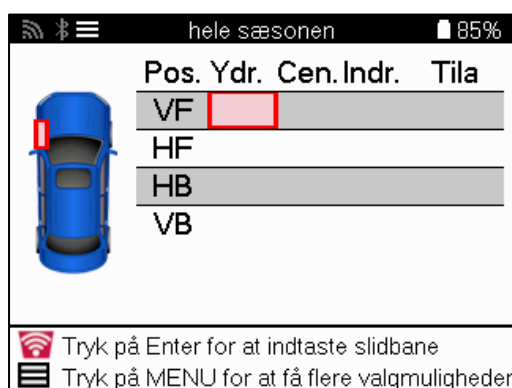 hele sæsonen 85%
Pos. Ydr. Cen. Indr. Tila
VF
HF
HB
VB
Tryk på Enter for at indtaste slidbane
Tryk på MENU for at få flere valgmuligheder